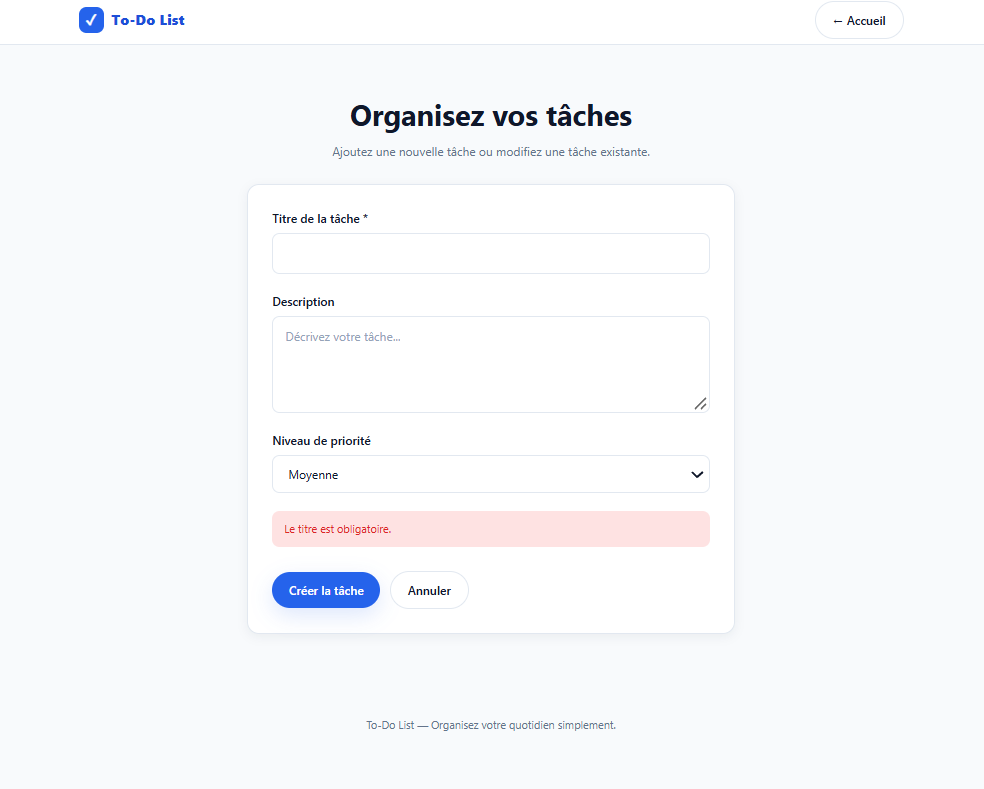 ✓ To-Do List
← Accueil
Organisez vos tâches
Ajoutez une nouvelle tâche ou modifiez une tâche existante.
Titre de la tâche *
Description
Décrivez votre tâche...
Niveau de priorité
Moyenne
Le titre est obligatoire.
Créer la tâche
Annuler
To-Do List — Organisez votre quotidien simplement.